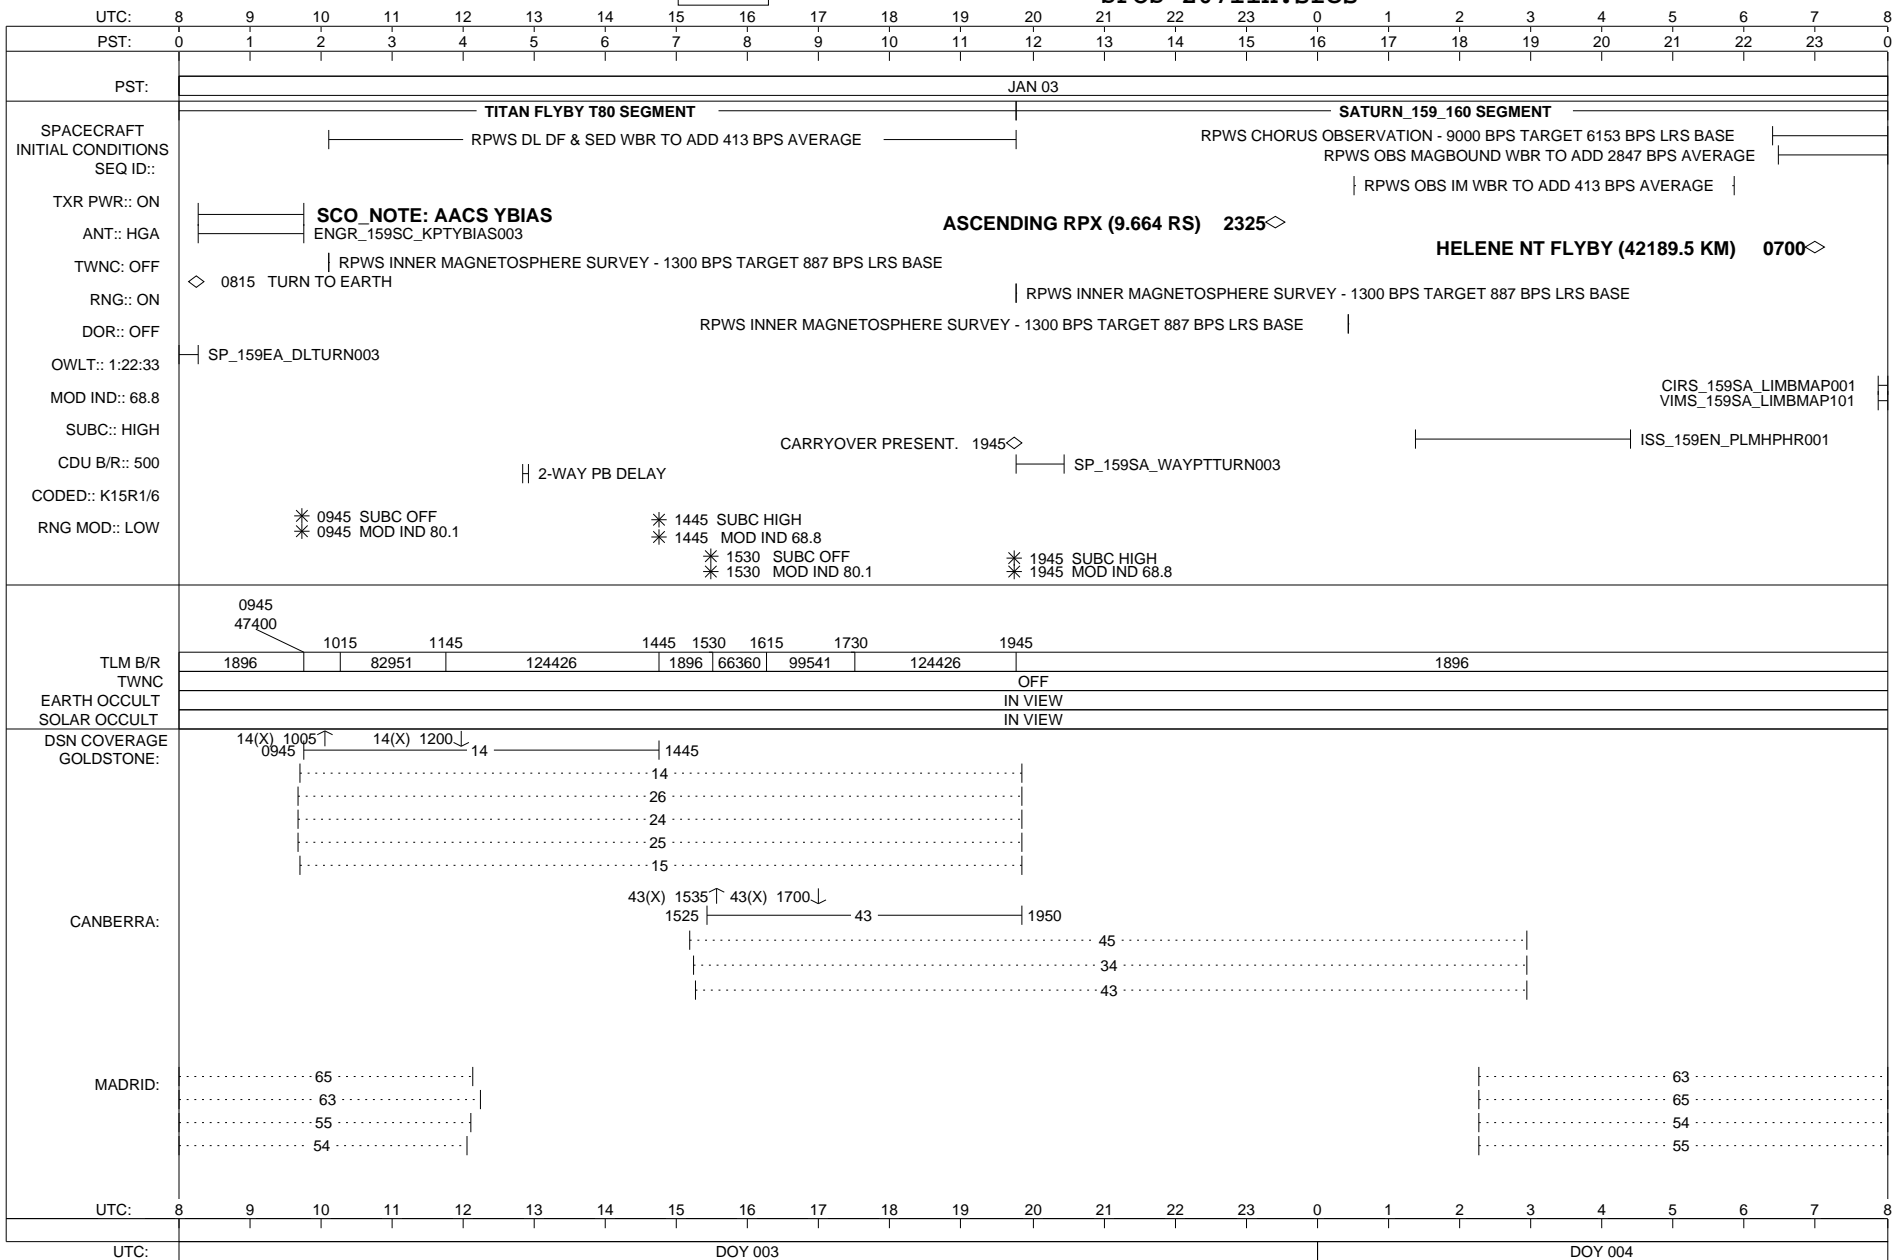 UTC: 8 9 10 11 12 13 14 15 16 17 18 19 20 21 22 23 0 1 2 3 4 5 6 7 8
PST: 0 1 2 3 4 5 6 7 8 9 10 11 12 13 14 15 16 17 18 19 20 21 22 23 0
PST: JAN 03
TITAN FLYBY T80 SEGMENT SATURN_159_160 SEGMENT
SPACECRAFT
INITIAL CONDITIONS
SEQ ID::
RPWS DL DF & SED WBR TO ADD 413 BPS AVERAGE
RPWS CHORUS OBSERVATION - 9000 BPS TARGET 6153 BPS LRS BASE
RPWS OBS MAGBOUND WBR TO ADD 2847 BPS AVERAGE
RPWS OBS IM WBR TO ADD 413 BPS AVERAGE
TXR PWR:: ON
SCO_NOTE: AACS YBIAS
ASCENDING RPX (9.664 RS) 2325
ANT:: HGA
ENGR_159SC_KPTYBIAS003
HELENE NT FLYBY (42189.5 KM) 0700
TWNC: OFF
RPWS INNER MAGNETOSPHERE SURVEY - 1300 BPS TARGET 887 BPS LRS BASE
0815 TURN TO EARTH
RNG:: ON
RPWS INNER MAGNETOSPHERE SURVEY - 1300 BPS TARGET 887 BPS LRS BASE
DOR:: OFF
RPWS INNER MAGNETOSPHERE SURVEY - 1300 BPS TARGET 887 BPS LRS BASE
SP_159EA_DLTURN003
OWLT:: 1:22:33
CIRS_159SA_LIMBMAP001
MOD IND:: 68.8
VIMS_159SA_LIMBMAP101
SUBC:: HIGH
CARRYOVER PRESENT. 1945
ISS_159EN_PLMHPHR001
CDU B/R:: 500
SP_159SA_WAYPTTURN003
2-WAY PB DELAY
CODED:: K15R1/6
0945 SUBC OFF
1445 SUBC HIGH
RNG MOD:: LOW
0945 MOD IND 80.1
1445 MOD IND 68.8
1530 SUBC OFF
1945 SUBC HIGH
1530 MOD IND 80.1
1945 MOD IND 68.8
0945
47400
1015 1145 1445 1530 1615 1730 1945
TLM B/R 1896 82951 124426 1896 66360 99541 124426 1896
TWNC OFF
EARTH OCCULT IN VIEW
SOLAR OCCULT IN VIEW
DSN COVERAGE
14(X) 1005 14(X) 1200
GOLDSTONE:
0945 14 1445
14
26
24
25
15
43(X) 1535 43(X) 1700
CANBERRA:
1525 43 1950
45
34
43
MADRID:
65 63
63 65
55 54
54 55
UTC: 8 9 10 11 12 13 14 15 16 17 18 19 20 21 22 23 0 1 2 3 4 5 6 7 8
UTC: DOY 003 DOY 004